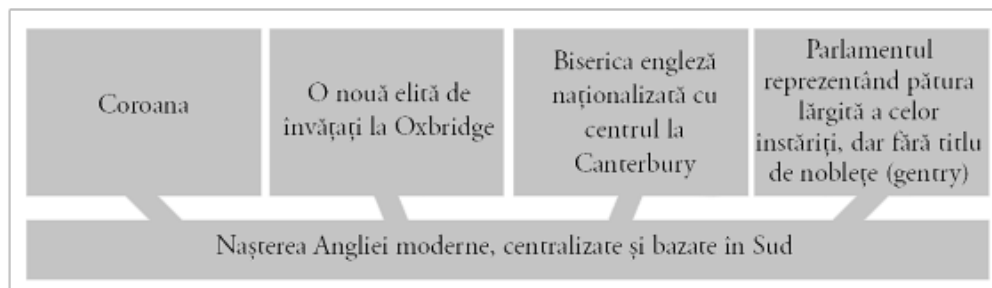 Coroana
O nouă elită de
învățați la Oxbridge
Biserica engleză
naționalizată cu
centrul la
Canterbury
Parlamentul
reprezentând pătura
lărgită a celor
instăriți, dar fără titlu
de noblețe (gentry)
Nașterea Angliei moderne, centralizate și bazate în Sud